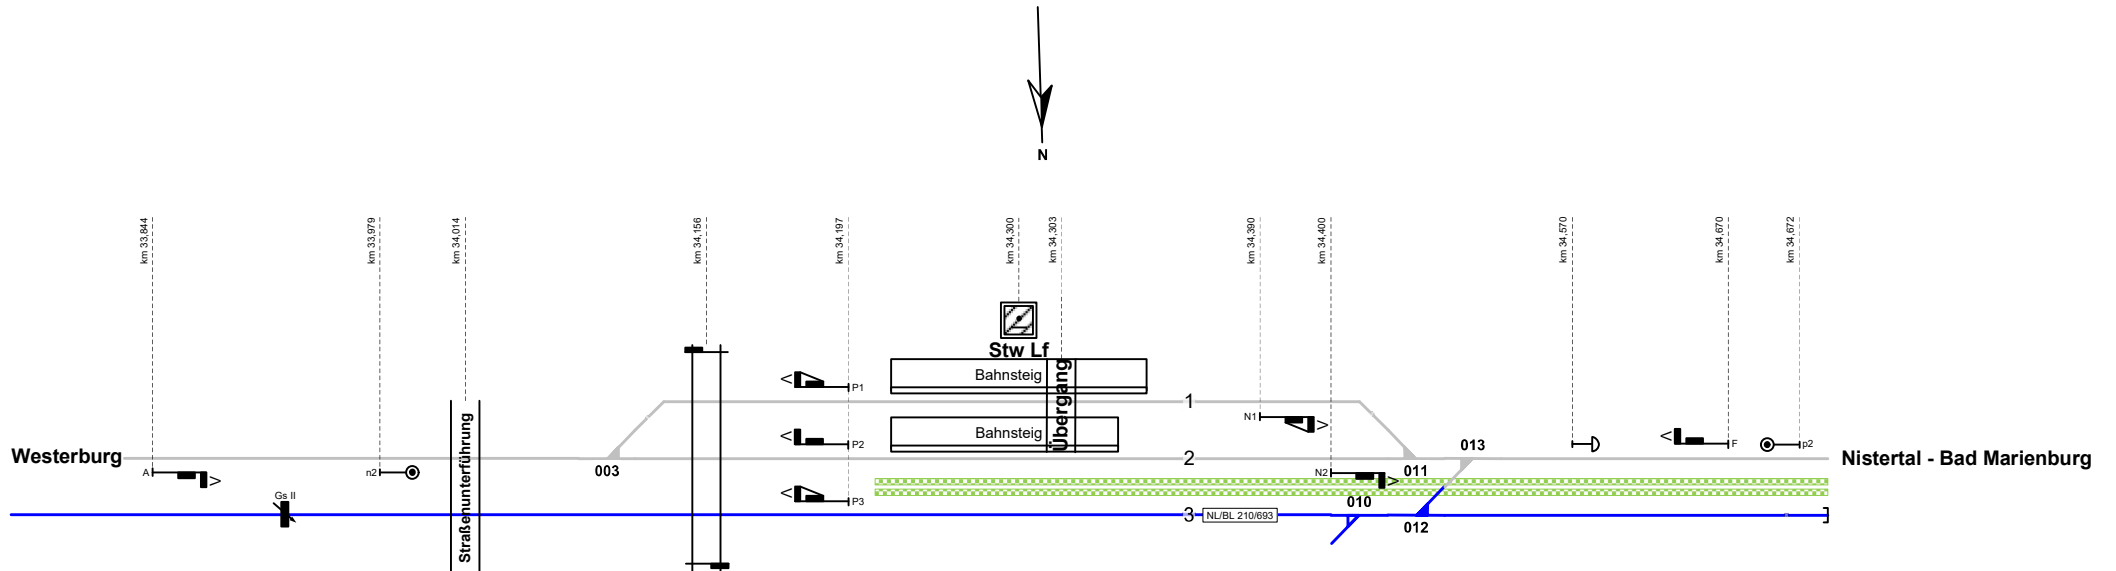 N
km 33,844
km 33,979
km 34,014
km 34,156
km 34,197
km 34,300
km 34,303
km 34,390
km 34,400
km 34,570
km 34,670
km 34,672
Stw Lf
Bahnsteig
Übergang
< P1
1
N1 >
Bahnsteig
< P2
Straßenunterführung
Westerburg
A >
n2
003
2
N2 >
011
013
< F
p2
Nistertal - Bad Marienburg
Gs II
< P3
3
NL/BL 210/693
010
012